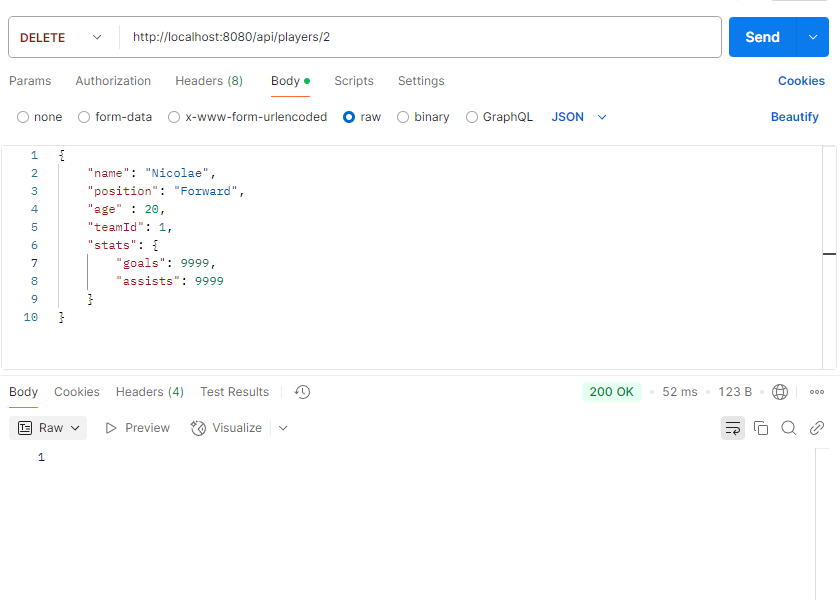 DELETE http://localhost:8080/api/players/2 Send
Params Authorization Headers (8) Body Scripts Settings Cookies
none form-data x-www-form-urlencoded raw binary GraphQL JSON Beautify
1 {
2 "name": "Nicolae",
3 "position": "Forward",
4 "age" : 20,
5 "teamId": 1,
6 "stats": {
7 "goals": 9999,
8 "assists": 9999
9 }
10 }
Body Cookies Headers (4) Test Results 200 OK 52 ms 123 B
Raw Preview Visualize
1